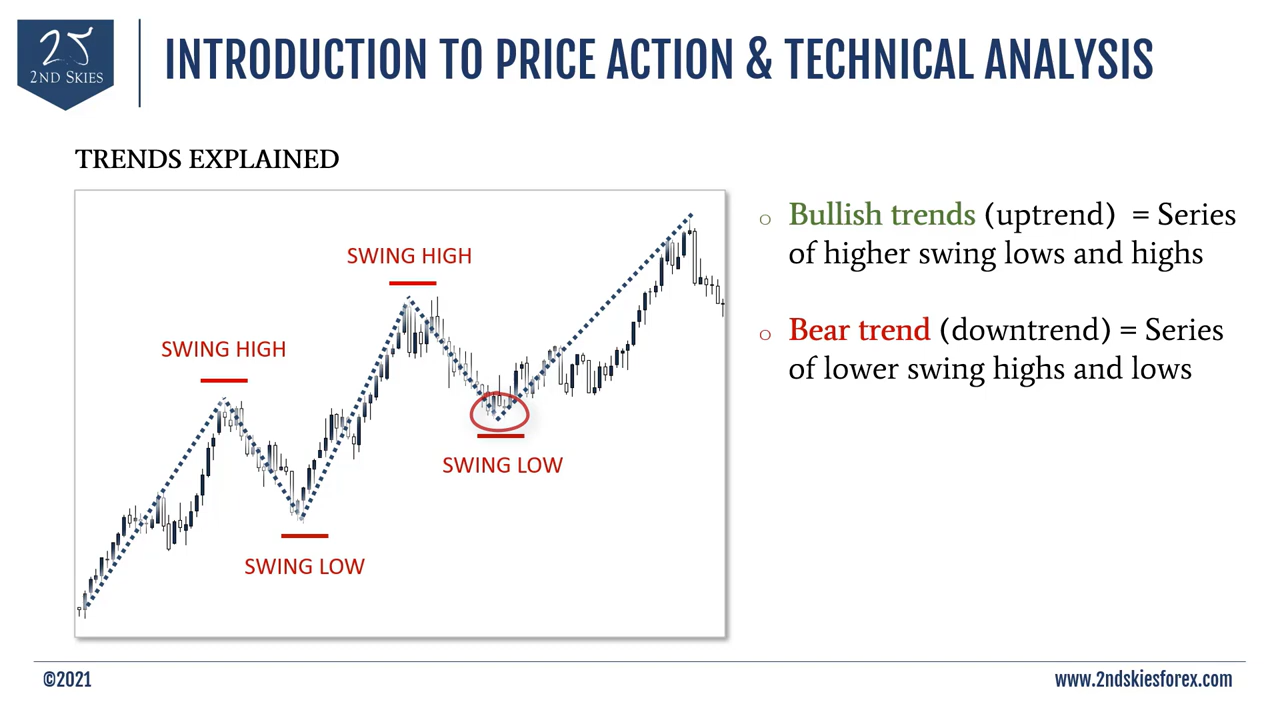 25
2ND SKIES
INTRODUCTION TO PRICE ACTION & TECHNICAL ANALYSIS
TRENDS EXPLAINED
SWING HIGH
SWING HIGH
SWING LOW
SWING LOW
○ Bullish trends (uptrend) = Series
of higher swing lows and highs
○ Bear trend (downtrend) = Series
of lower swing highs and lows
©2021
www.2ndskiesforex.com